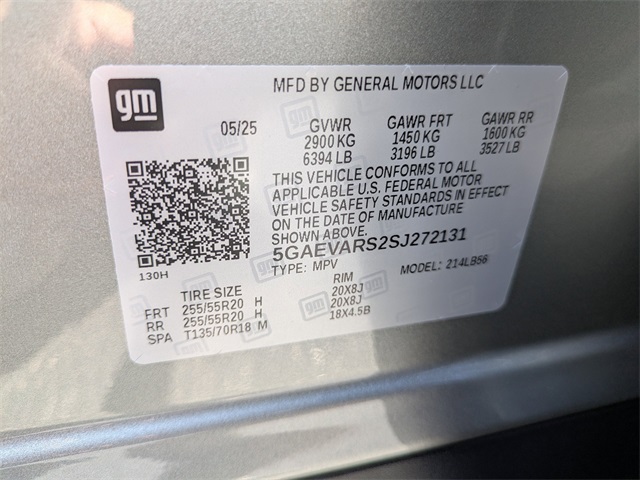 gm
MFD BY GENERAL MOTORS LLC
05/25 GVWR GAWR FRT GAWR RR
2900 KG 1450 KG 1600 KG
6394 LB 3196 LB 3527 LB
THIS VEHICLE CONFORMS TO ALL
APPLICABLE U.S. FEDERAL MOTOR
VEHICLE SAFETY STANDARDS IN EFFECT
ON THE DATE OF MANUFACTURE
SHOWN ABOVE.
5GAEVARS2SJ272131
130H TYPE: MPV MODEL: 214LB56
TIRE SIZE RIM
FRT 255/55R20 H 20X8J
RR 255/55R20 H 20X8J
SPA T135/70R18 M 18X4.5B